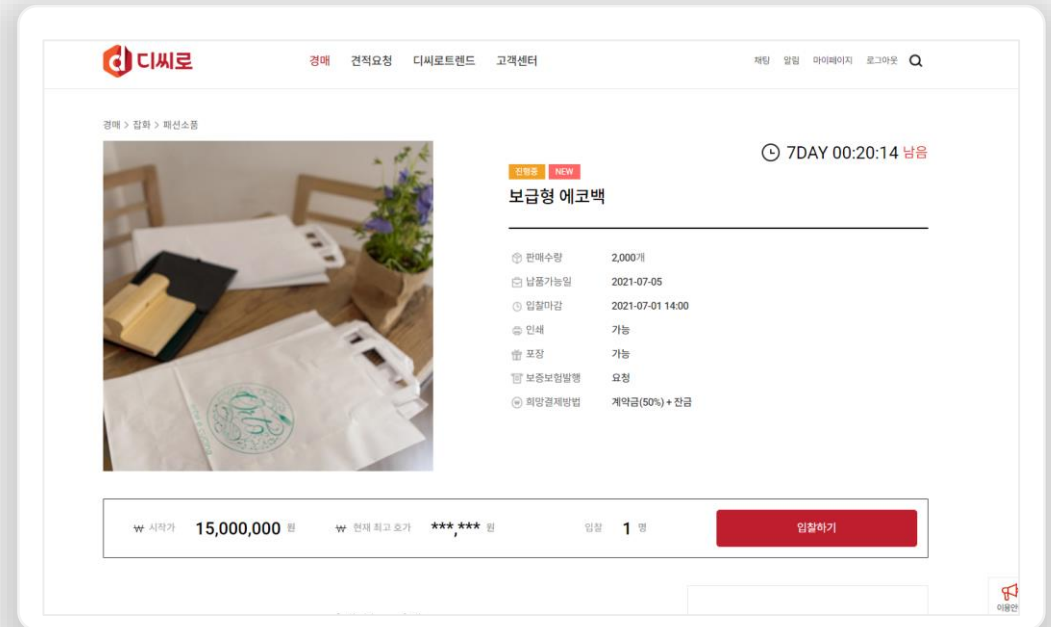 디씨로
경매 견적요청 디씨로트렌드 고객센터
채팅 알림 마이페이지 로그아웃
경매 > 잡화 > 패션소품
7DAY 00:20:14 남음
진행중 NEW
보급형 에코백
판매수량 2,000개
납품가능일 2021-07-05
입찰마감 2021-07-01 14:00
인쇄 가능
포장 가능
보증보험발행 요청
희망결제방법 계약금(50%) + 잔금
₩ 시작가 15,000,000 원 ₩ 현재 최고 호가 ***,*** 원 입찰 1 명 입찰하기